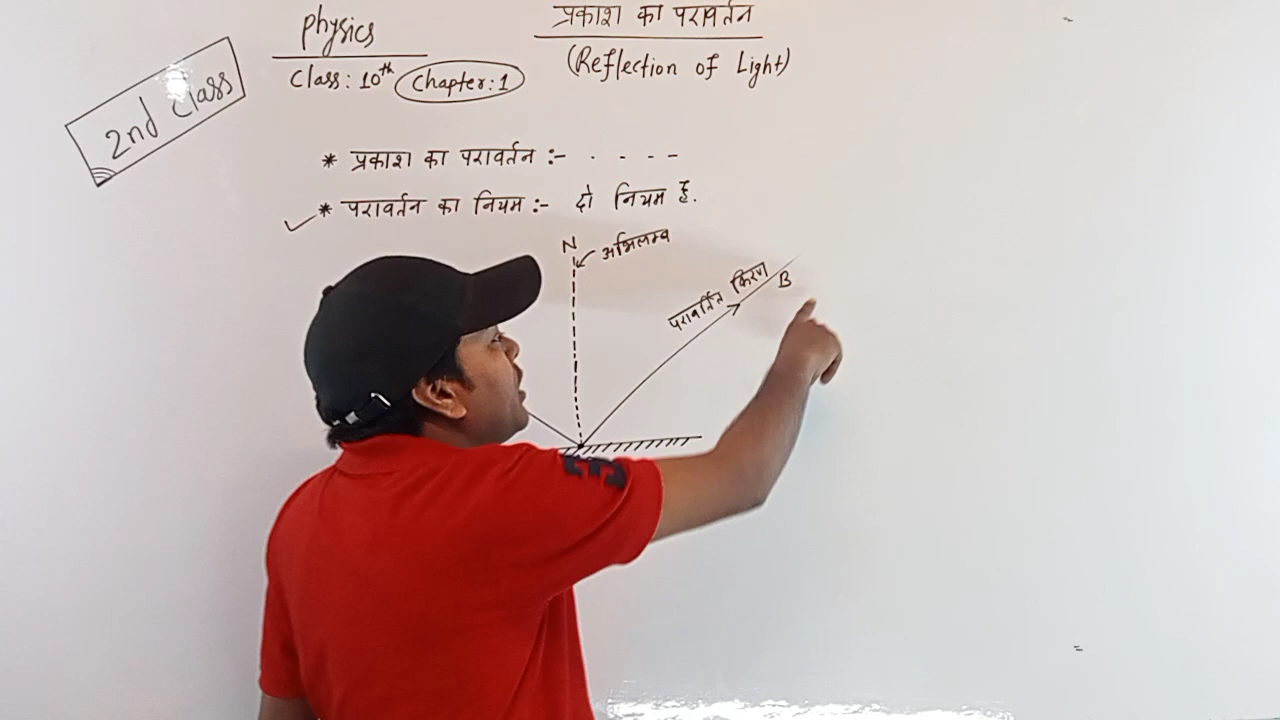 Physics
Class: 10th Chapter: 1
2nd Class
प्रकाश का परावर्तन
(Reflection of Light)
* प्रकाश का परावर्तन :- . - - -
* परावर्तन का नियम :- दो नियम है.
N
अभिलम्ब
परावर्तित किरण
B